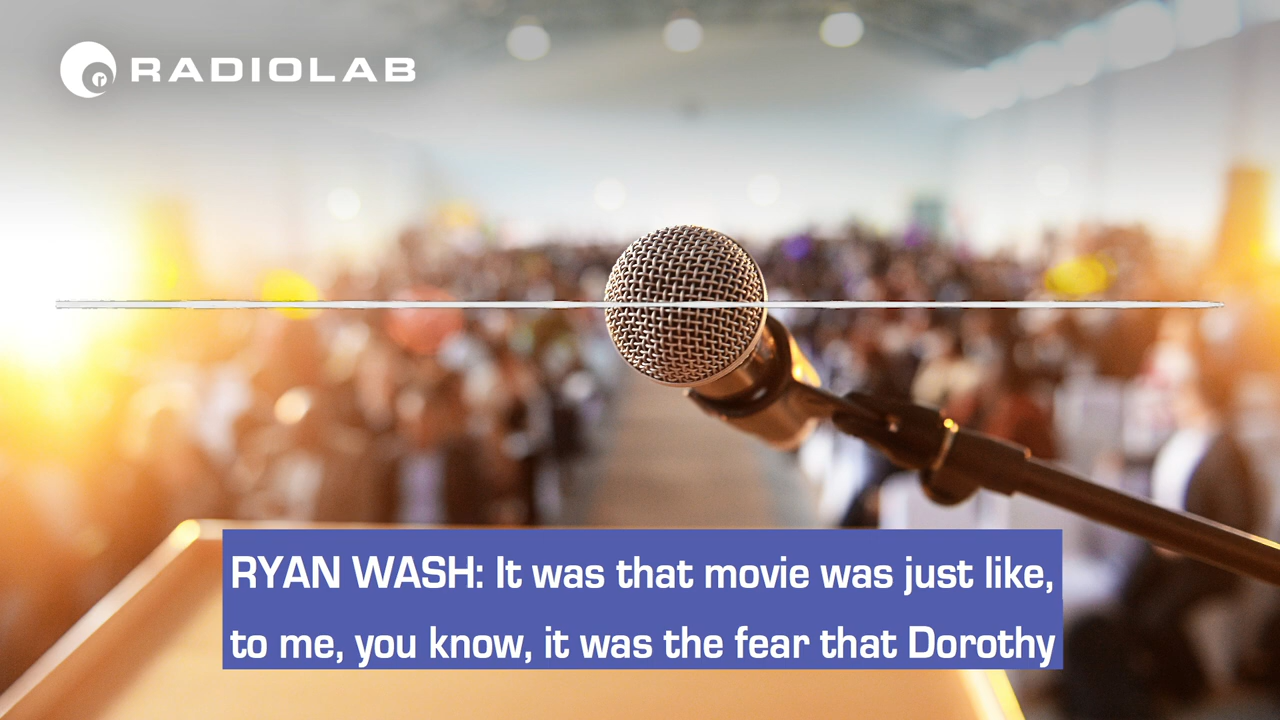 RADIOLAB
RYAN WASH: It was that movie was just like,
to me, you know, it was the fear that Dorothy